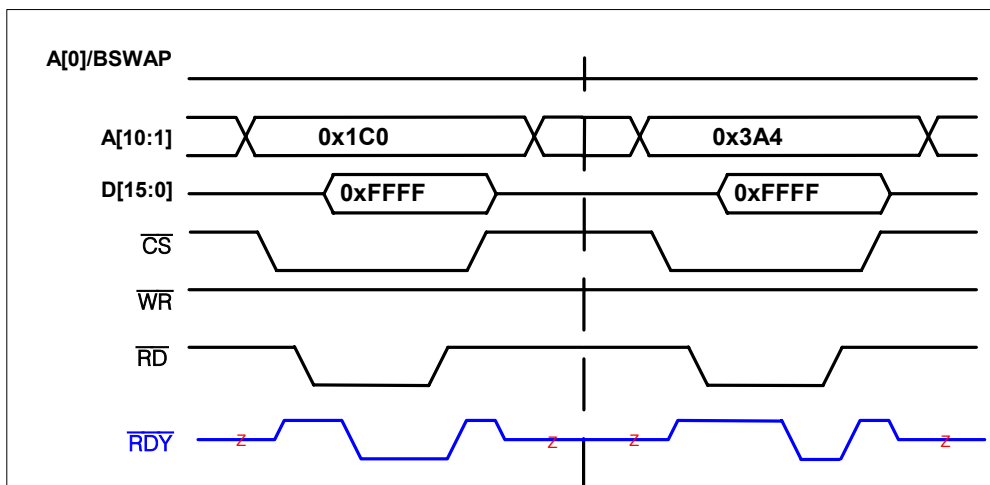 A[0]/BSWAP
A[10:1] 0x1C0 0x3A4
D[15:0] 0xFFFF 0xFFFF
CS
WR
RD
RDY Z Z Z Z